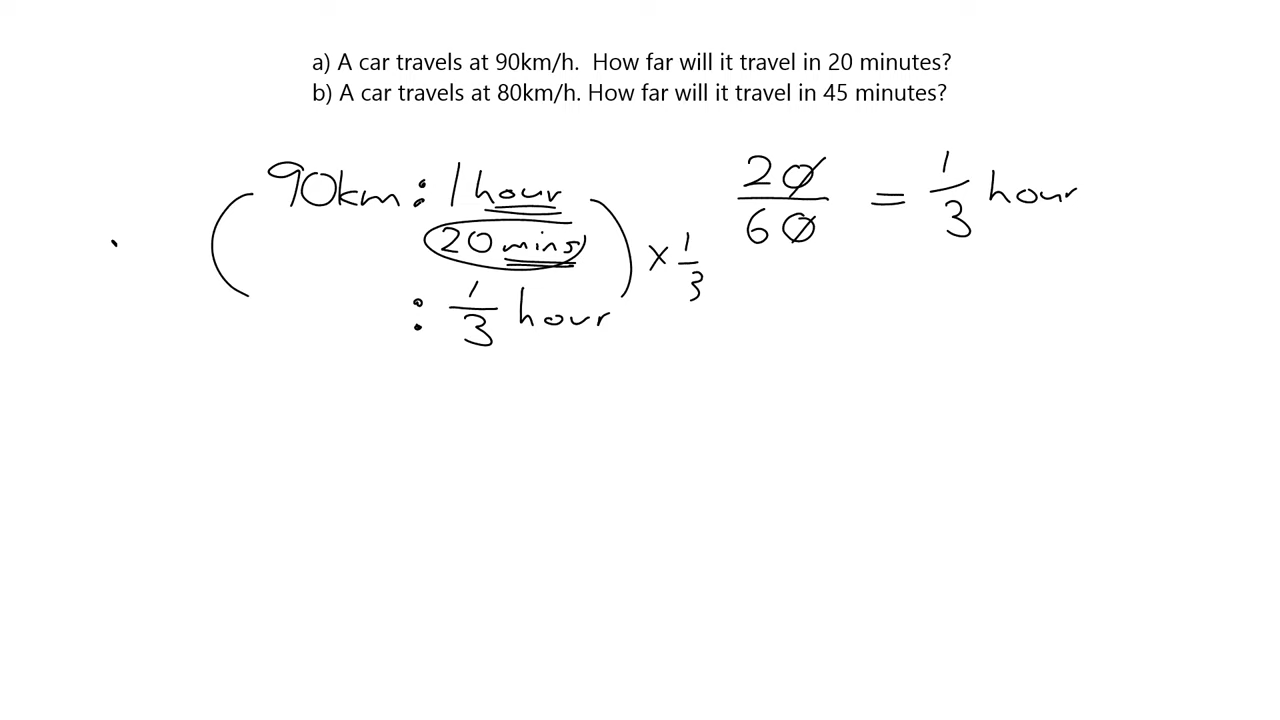 a) A car travels at 90km/h.  How far will it travel in 20 minutes?
b) A car travels at 80km/h. How far will it travel in 45 minutes?
90km : 1 hour
20 mins
: 1/3 hour
× 1/3
20/60 = 1/3 hour